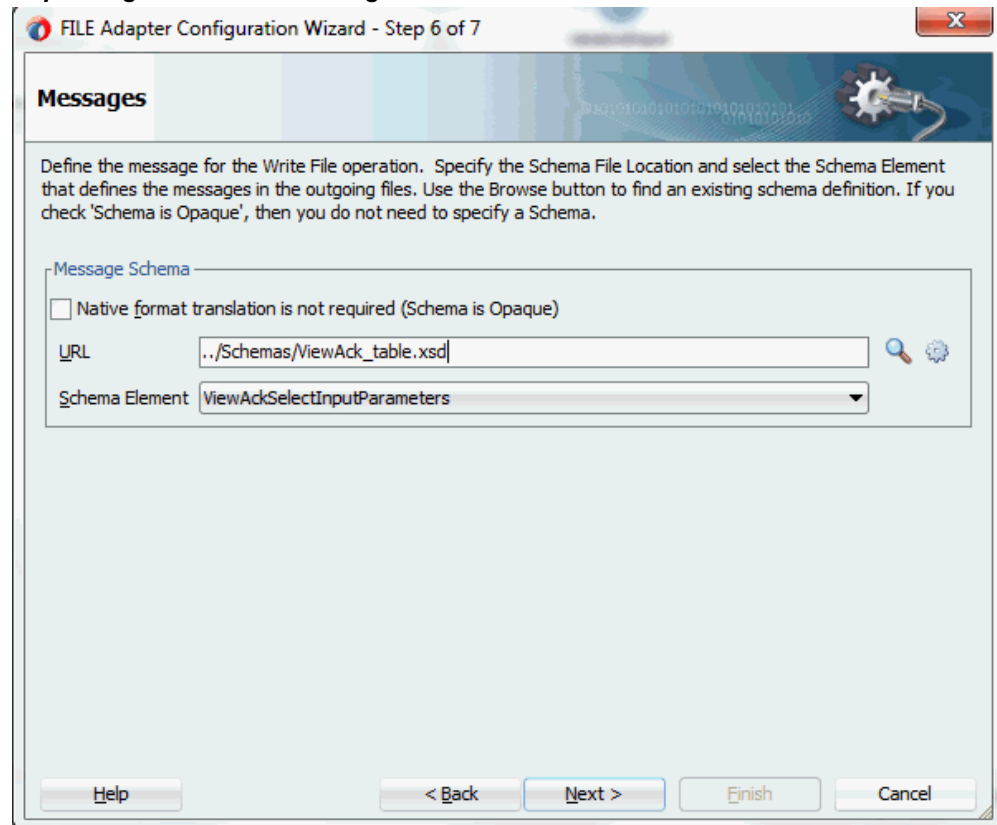 FILE Adapter Configuration Wizard - Step 6 of 7
x
Messages
Define the message for the Write File operation.  Specify the Schema File Location and select the Schema Element
that defines the messages in the outgoing files. Use the Browse button to find an existing schema definition. If you
check 'Schema is Opaque', then you do not need to specify a Schema.
Message Schema
Native format translation is not required (Schema is Opaque)
URL ../Schemas/ViewAck_table.xsd
Schema Element ViewAckSelectInputParameters
Help < Back Next > Finish Cancel